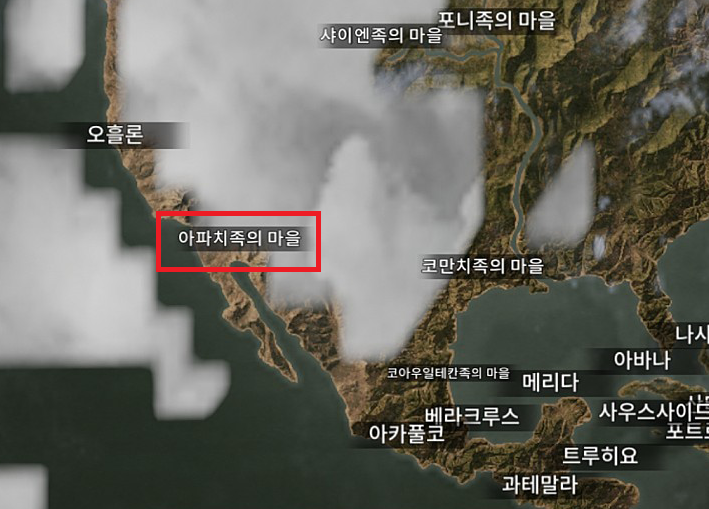 포니족의 마을
샤이엔족의 마을
오흘론
아파치족의 마을
코만치족의 마을
나사
아바나
코아우일테칸족의 마을
메리다
베라크루스
사우스사이드
아카풀코
포트로
트루히요
과테말라